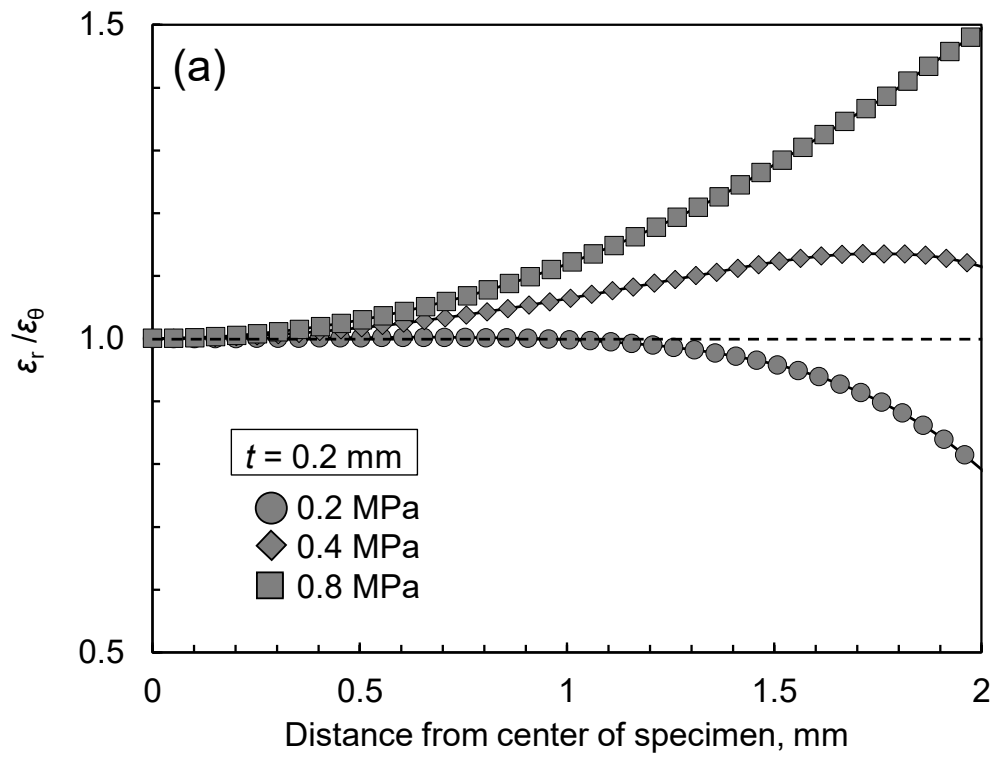 (a)
1.5
1.0
0.5
εr /εθ
t = 0.2 mm
0.2 MPa
0.4 MPa
0.8 MPa
0 0.5 1 1.5 2
Distance from center of specimen, mm